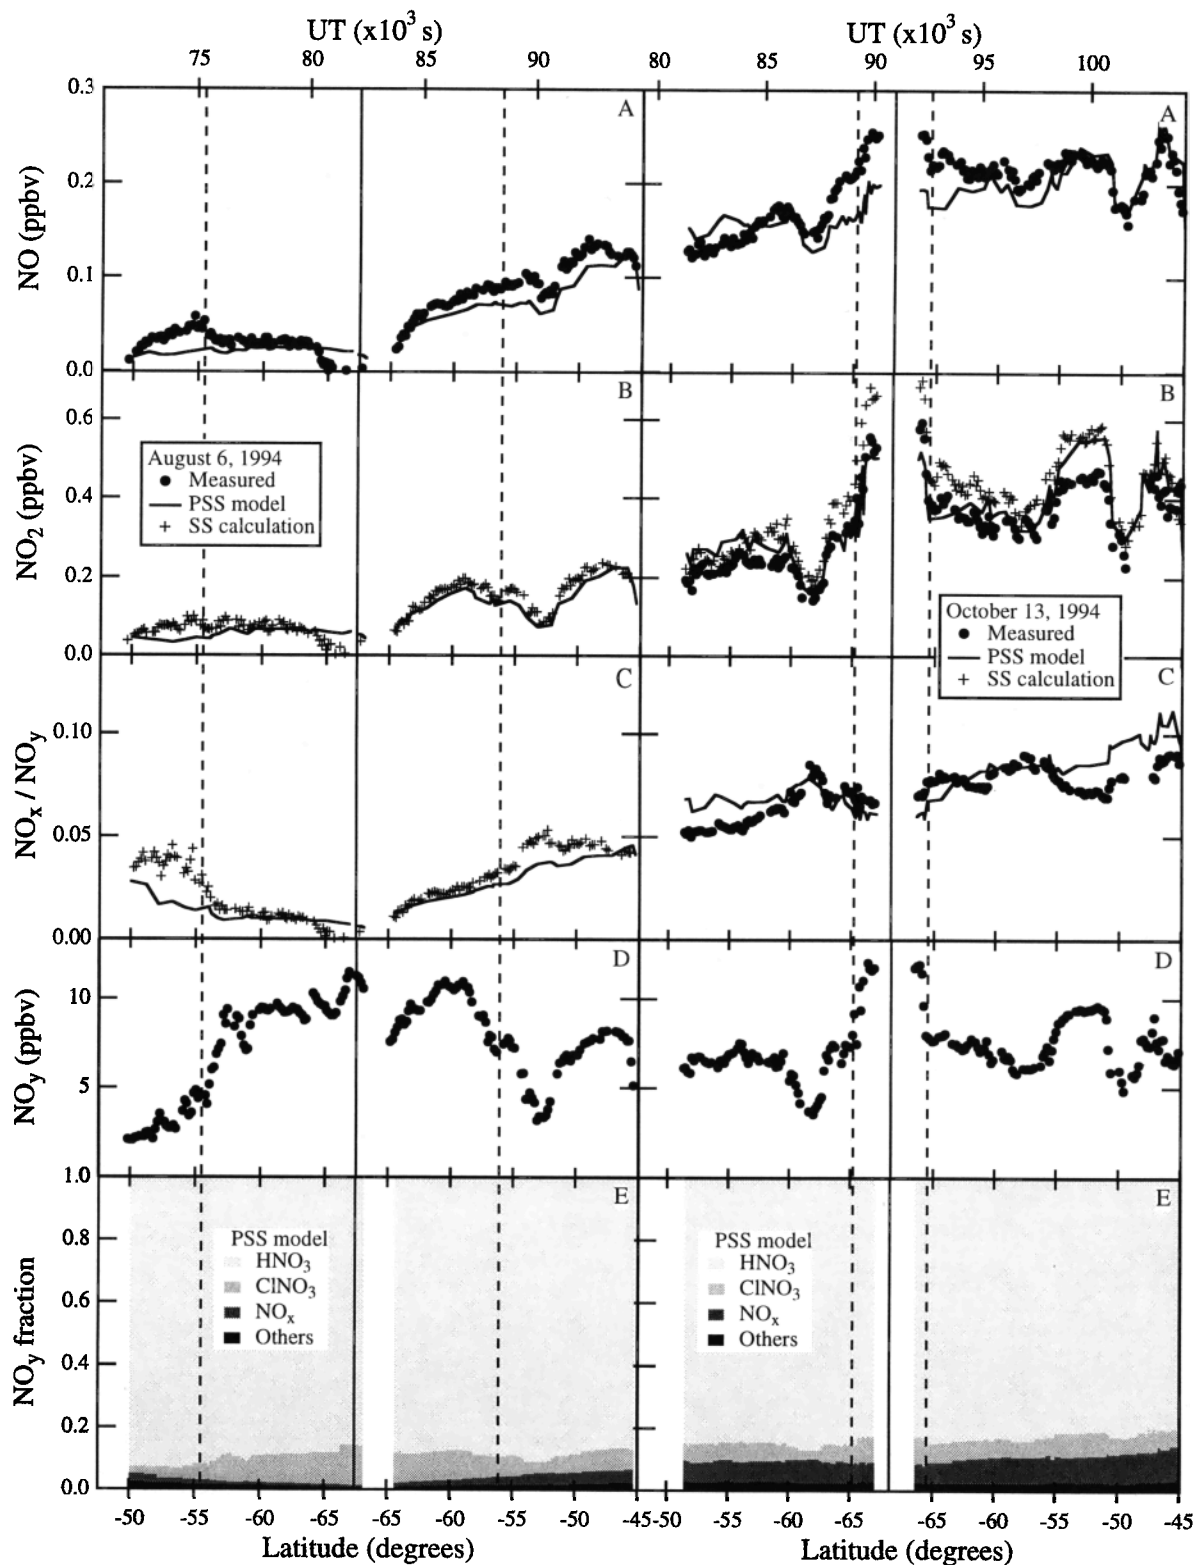 UT (x10³ s)
UT (x10³ s)
75 80 85 90 80 85 90 95 100
0.3
0.2
0.1
0.0
NO (ppbv)
A
A
0.6
0.4
0.2
0.0
NO₂ (ppbv)
B
B
August 6, 1994
Measured
PSS model
SS calculation
October 13, 1994
Measured
PSS model
SS calculation
0.10
0.05
0.00
NOₓ / NOy
C
C
10
5
NOy (ppbv)
D
D
1.0
0.8
0.6
0.4
0.2
0.0
NOy fraction
E
E
PSS model
HNO₃
ClNO₃
NOₓ
Others
PSS model
HNO₃
ClNO₃
NOₓ
Others
-50 -55 -60 -65 -60 -55 -50 -45 -50 -55 -60 -65 -65 -60 -55 -50 -45
Latitude (degrees)
Latitude (degrees)